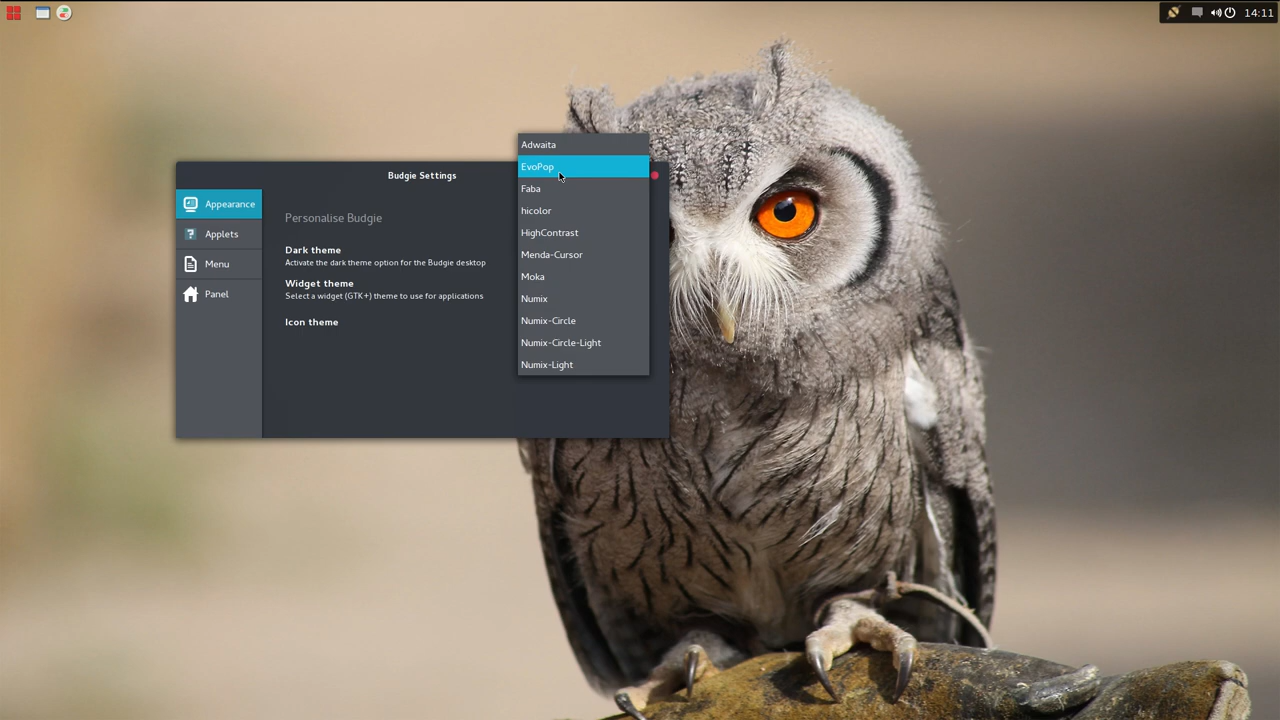 14:11
Budgie Settings
Appearance
Applets
Menu
Panel
Personalise Budgie
Dark theme
Activate the dark theme option for the Budgie desktop
Widget theme
Select a widget (GTK+) theme to use for applications
Icon theme
Adwaita
EvoPop
Faba
hicolor
HighContrast
Menda-Cursor
Moka
Numix
Numix-Circle
Numix-Circle-Light
Numix-Light